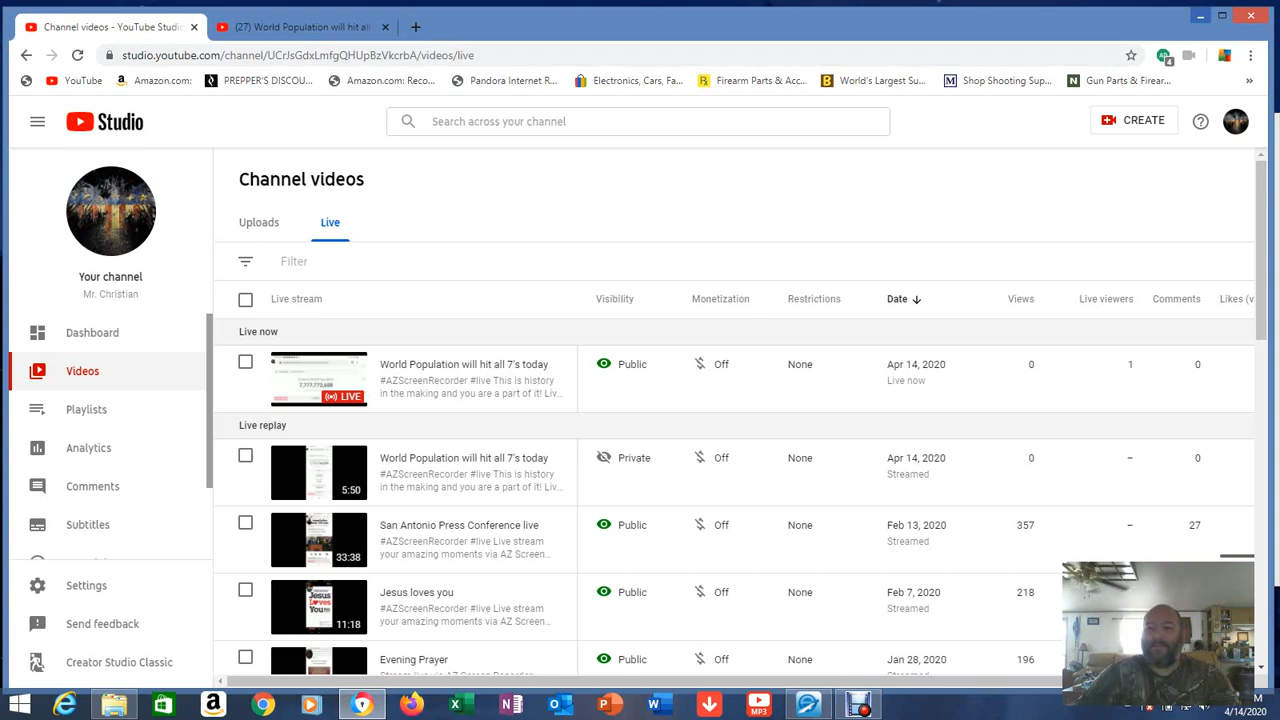 Channel videos - YouTube Studio
(27) World Population will hit all
studio.youtube.com/channel/UCrJsGdxLmfgQHUpBzVkcrbA/videos/live
4
YouTube Amazon.com: PREPPER'S DISCOU... Amazon.com: Reco... Pandora Internet R... Electronics, Cars, Fa... Firearm Parts & Acc... World's Largest Su... Shop Shooting Sup... Gun Parts & Firear... »
Studio
Search across your channel
CREATE
Your channel
Mr. Christian
Dashboard
Videos
Playlists
Analytics
Comments
Subtitles
Settings
Send feedback
Creator Studio Classic
Channel videos
Uploads Live
Filter
Live stream Visibility Monetization Restrictions Date Views Live viewers Comments Likes (v
Live now
World Population will hit all 7's today Public Off None Apr 14, 2020 0 1 0
#AZScreenRecorder #live This is history Live now
in the making and you are a part of it! Liv...
LIVE
Live replay
World Population will hit all 7's today Private Off None Apr 14, 2020 0 – 0
#AZScreenRecorder #live This is history Streamed
in the making and you are a part of it! Liv...
5:50
San Antonio Press Conference live Public Off None Feb 13, 2020 357 – 27
#AZScreenRecorder #live Live stream Streamed
your amazing moments via AZ Screen...
33:38
Jesus loves you Public Off None Feb 7, 2020 218
#AZScreenRecorder #live Live stream Streamed
your amazing moments via AZ Screen...
Jesus
Loves
You
11:18
Evening Prayer Public Off None Jan 28, 2020
MP3
4/14/2020